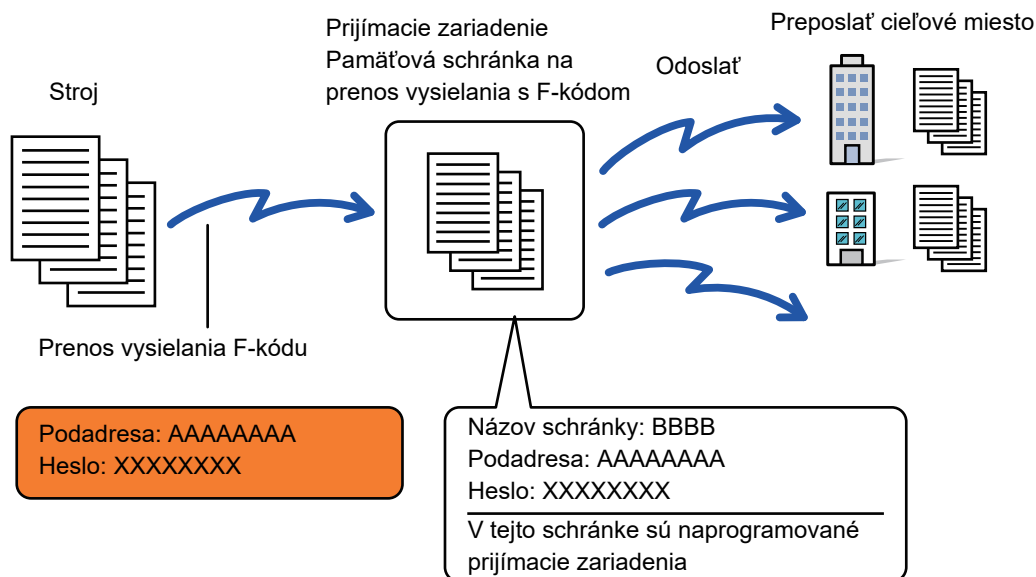 Stroj
Prijímacie zariadenie
Pamäťová schránka na
prenos vysielania s F-kódom
Odoslať
Preposlať cieľové miesto
Prenos vysielania F-kódu
Podadresa: AAAAAAAA
Heslo: XXXXXXXX
Názov schránky: BBBB
Podadresa: AAAAAAAA
Heslo: XXXXXXXX
V tejto schránke sú naprogramované
prijímacie zariadenia